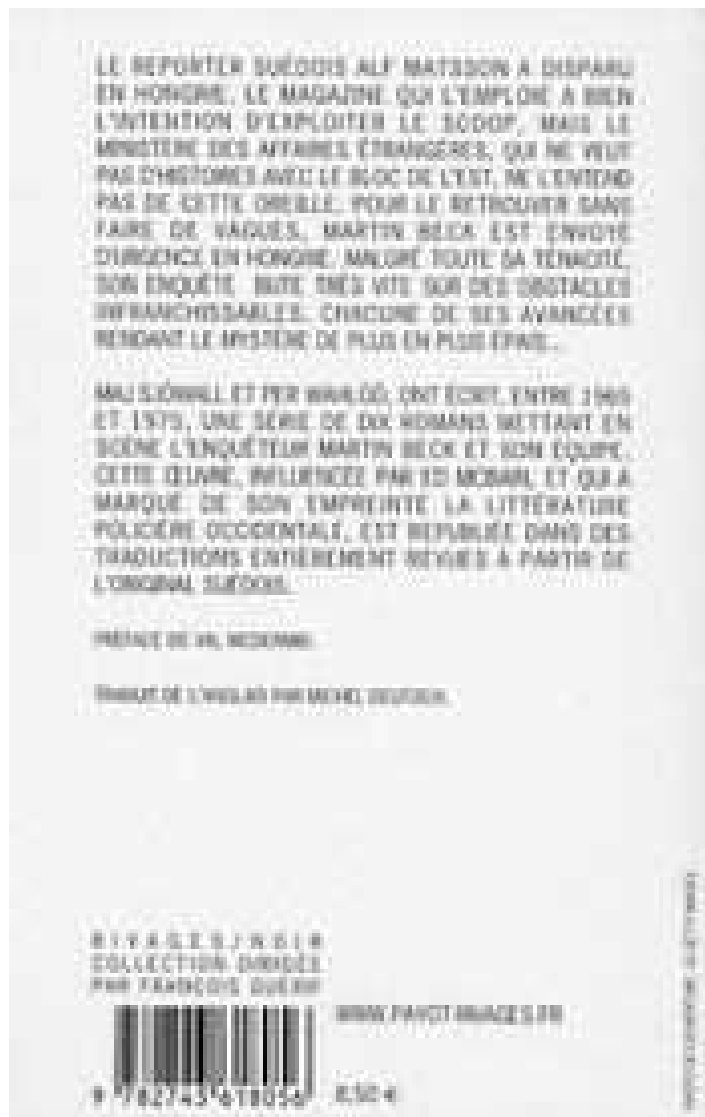 LE REPORTER SUÉDOIS ALF MATSSON A DISPARU
EN HONGRIE. LE MAGAZINE QUI L'EMPLOIE A BIEN
L'INTENTION D'EXPLOITER LE SCOOP, MAIS LE
MINISTÈRE DES AFFAIRES ÉTRANGÈRES, QUI NE VEUT
PAS D'HISTOIRES AVEC LE BLOC DE L'EST, NE L'ENTEND
PAS DE CETTE OREILLE. POUR LE RETROUVER SANS
FAIRE DE VAGUES, MARTIN BECK EST ENVOYÉ
D'URGENCE EN HONGRIE. MALGRÉ TOUTE SA TÉNACITÉ,
SON ENQUÊTE BUTE TRÈS VITE SUR DES OBSTACLES
INFRANCHISSABLES, CHACUNE DE SES AVANCÉES
RENDANT LE MYSTÈRE DE PLUS EN PLUS ÉPAIS...
MAJ SJÖWALL ET PER WAHLÖÖ, ONT ÉCRIT, ENTRE 1965
ET 1975, UNE SÉRIE DE DIX ROMANS METTANT EN
SCÈNE L'ENQUÊTEUR MARTIN BECK ET SON ÉQUIPE.
CETTE ŒUVRE, INFLUENCÉE PAR ED MCBAIN, ET QUI A
MARQUÉ DE SON EMPREINTE LA LITTÉRATURE
POLICIÈRE OCCIDENTALE, EST REPUBLIÉE DANS DES
TRADUCTIONS ENTIÈREMENT REVUES À PARTIR DE
L'ORIGINAL SUÉDOIS.
PRÉFACE DE VAL MCDERMID.
TRADUIT DE L'ANGLAIS PAR MICHEL DEUTSCH.
RIVAGES/NOIR
COLLECTION DIRIGÉE
PAR FRANÇOIS GUÉRIF
WWW.PAYOT-RIVAGES.FR
9 782743 618056
8,50 €